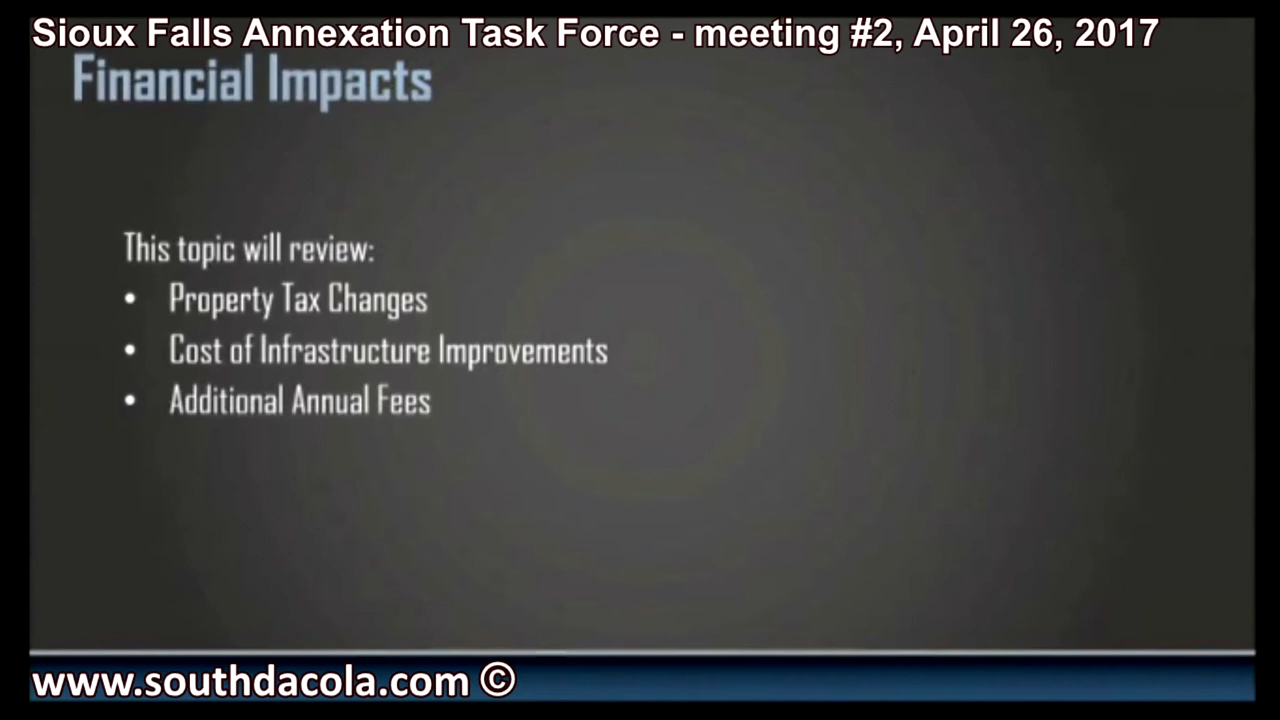 Sioux Falls Annexation Task Force - meeting #2, April 26, 2017
Financial Impacts
This topic will review:
• Property Tax Changes
• Cost of Infrastructure Improvements
• Additional Annual Fees
www.southdacola.com ©